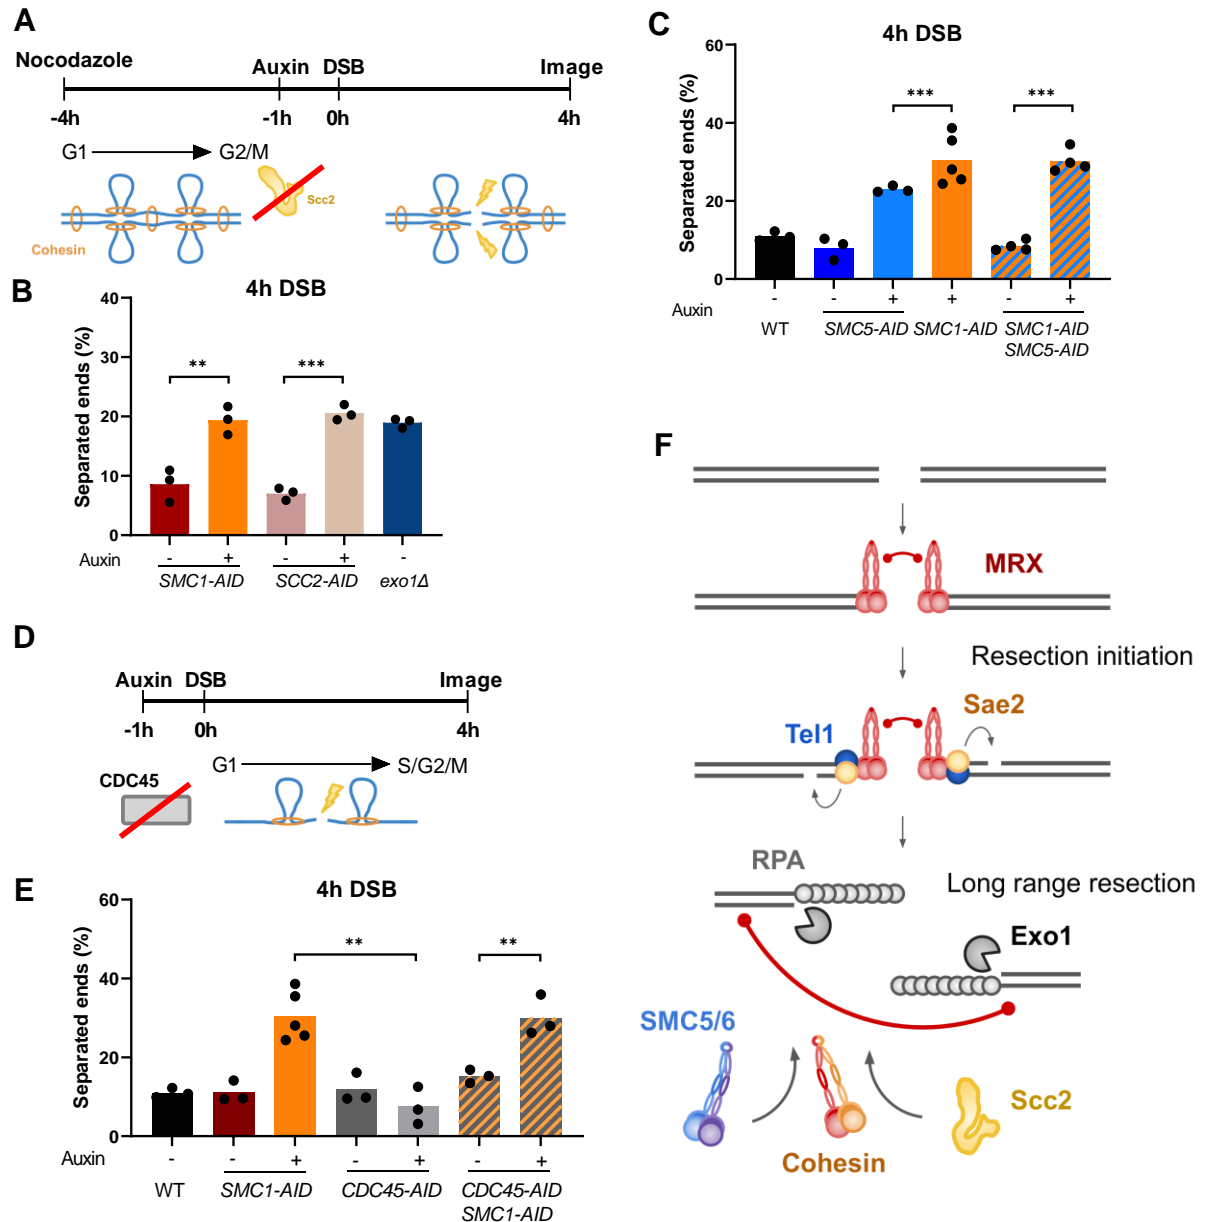 A
Nocodazole
Auxin DSB
Image
-4h
-1h 0h
4h
G1
G2/M
Scc2
Cohesin
B
4h DSB
Separated ends (%)
40
30
20
10
0
**
***
Auxin
- + - + -
SMC1-AID SCC2-AID exo1Δ
C
4h DSB
Separated ends (%)
60
40
20
0
***
***
Auxin
- - + + - +
WT SMC5-AID SMC1-AID SMC1-AID
SMC5-AID
D
Auxin DSB
Image
-1h 0h
4h
G1
S/G2/M
CDC45
E
4h DSB
Separated ends (%)
60
40
20
0
**
**
Auxin
- - + - + - +
WT SMC1-AID CDC45-AID CDC45-AID
SMC1-AID
F
MRX
Resection initiation
Sae2
Tel1
RPA
Long range resection
Exo1
SMC5/6
Scc2
Cohesin